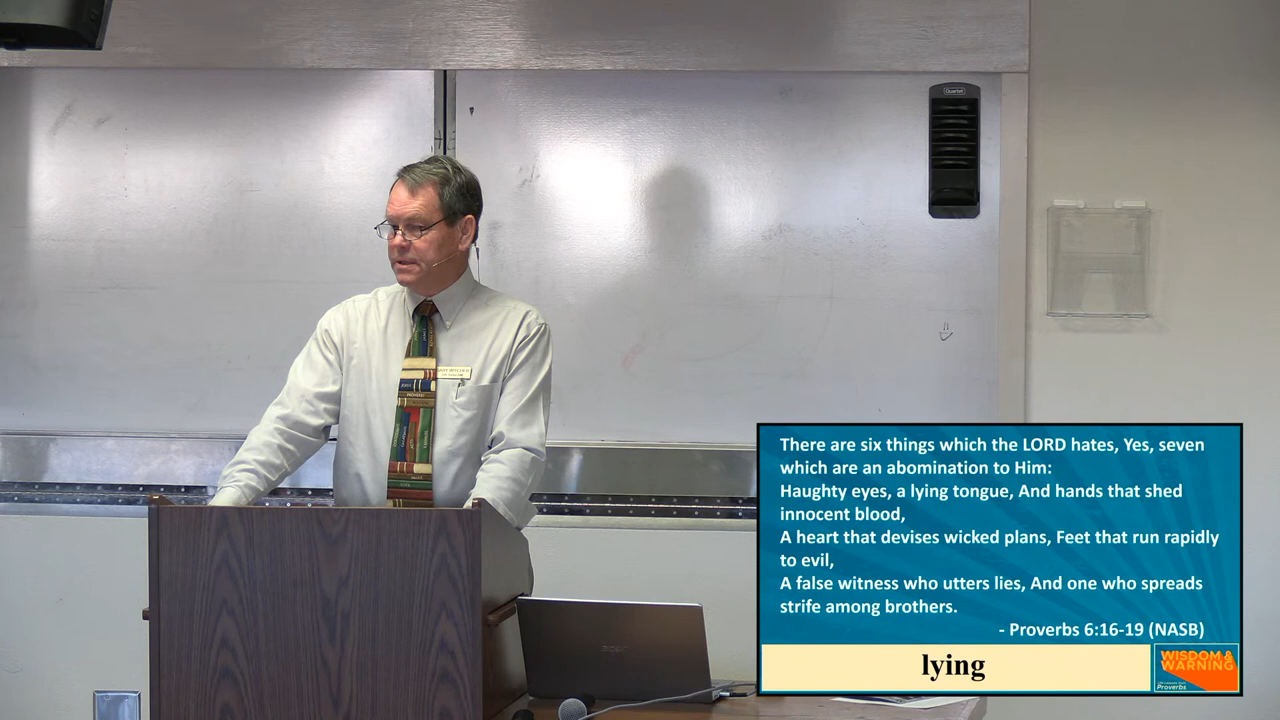 Quartet
There are six things which the LORD hates, Yes, seven
which are an abomination to Him:
Haughty eyes, a lying tongue, And hands that shed
innocent blood,
A heart that devises wicked plans, Feet that run rapidly
to evil,
A false witness who utters lies, And one who spreads
strife among brothers.
- Proverbs 6:16-19 (NASB)
lying
WISDOM &
WARNING
Proverbs